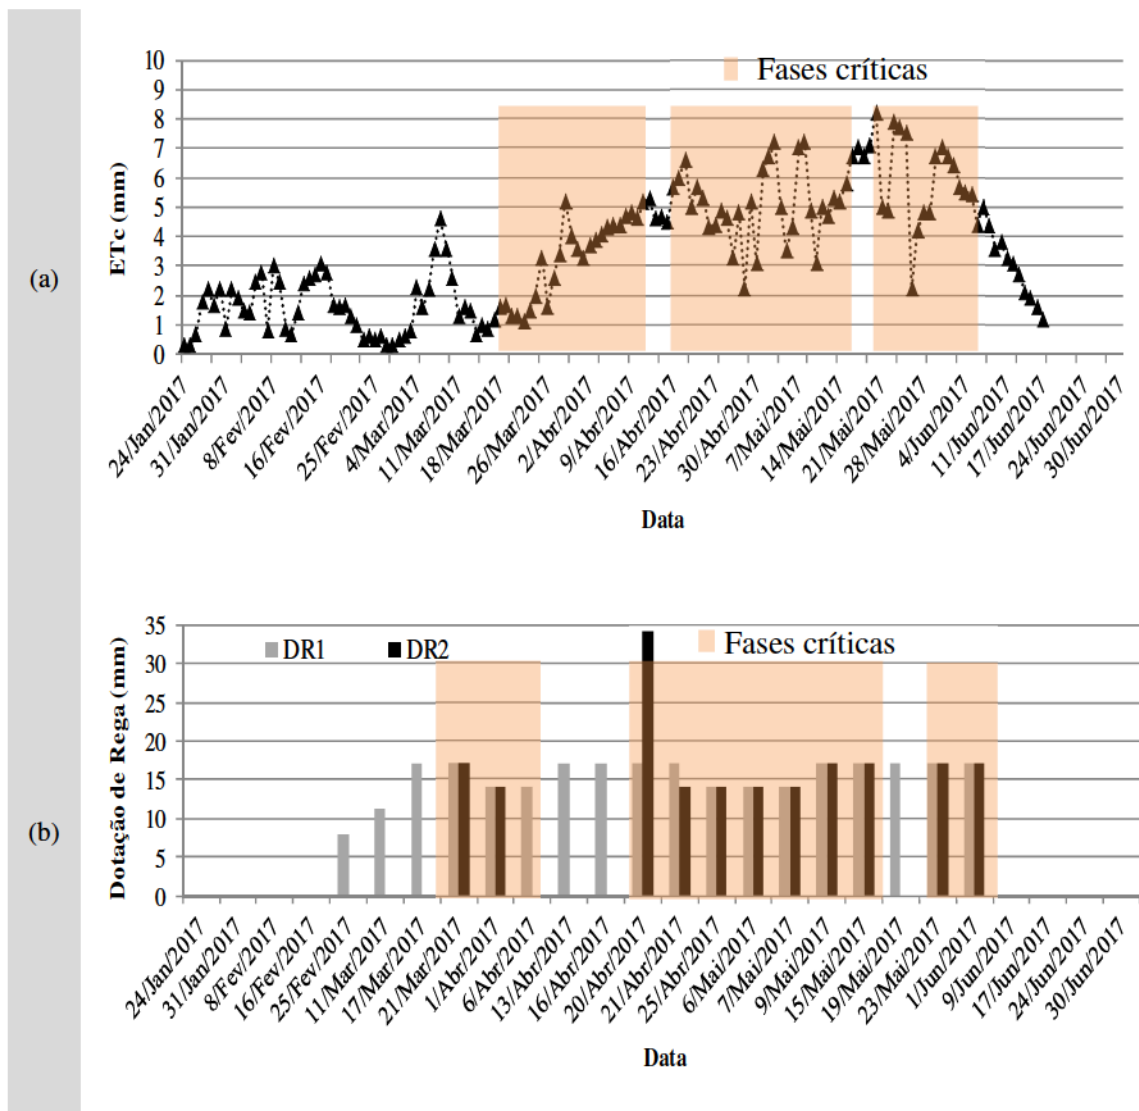 (a)
ETc (mm)
10
9
8
7
6
5
4
3
2
1
0
Fases críticas
24/Jan/2017
31/Jan/2017
8/Fev/2017
16/Fev/2017
25/Fev/2017
4/Mar/2017
11/Mar/2017
18/Mar/2017
26/Mar/2017
2/Abr/2017
9/Abr/2017
16/Abr/2017
23/Abr/2017
30/Abr/2017
7/Mai/2017
14/Mai/2017
21/Mai/2017
28/Mai/2017
4/Jun/2017
11/Jun/2017
17/Jun/2017
24/Jun/2017
30/Jun/2017
Data
(b)
Dotação de Rega (mm)
35
30
25
20
15
10
5
0
DR1 DR2 Fases críticas
24/Jan/2017
31/Jan/2017
8/Fev/2017
16/Fev/2017
25/Fev/2017
11/Mar/2017
17/Mar/2017
21/Mar/2017
1/Abr/2017
6/Abr/2017
13/Abr/2017
16/Abr/2017
20/Abr/2017
21/Abr/2017
25/Abr/2017
6/Mai/2017
7/Mai/2017
9/Mai/2017
15/Mai/2017
19/Mai/2017
23/Mai/2017
1/Jun/2017
9/Jun/2017
17/Jun/2017
24/Jun/2017
30/Jun/2017
Data